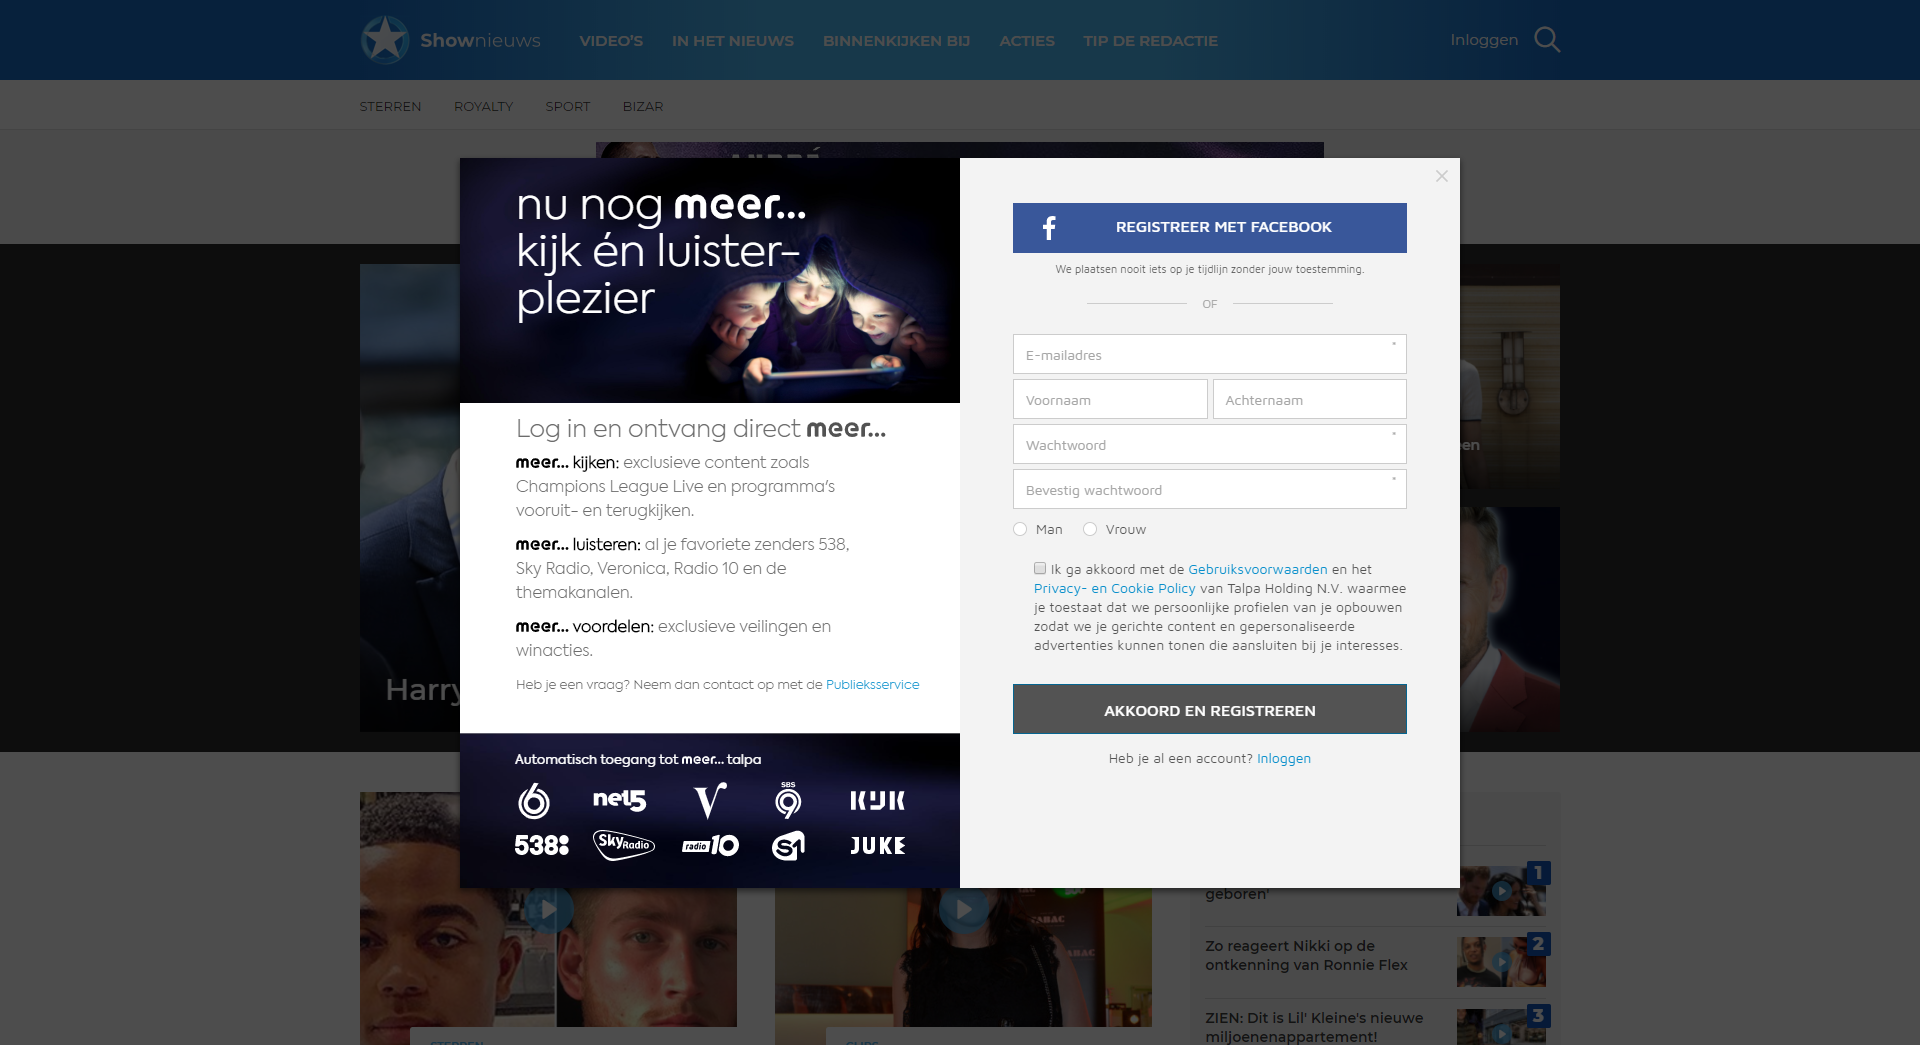 Shownieuws
VIDEO'S
IN HET NIEUWS
BINNENKIJKEN BIJ
ACTIES
TIP DE REDACTIE
Inloggen
STERREN
ROYALTY
SPORT
BIZAR
nu nog meer...
kijk én luister-
plezier
Log in en ontvang direct meer...
meer... kijken: exclusieve content zoals
Champions League Live en programma's
vooruit- en terugkijken.
meer... luisteren: al je favoriete zenders 538,
Sky Radio, Veronica, Radio 10 en de
themakanalen.
meer... voordelen: exclusieve veilingen en
winacties.
Heb je een vraag? Neem dan contact op met de Publieksservice
Automatisch toegang tot meer... talpa
6
net5
V
SBS
9
KIJK
538
Sky Radio
radio 10
S1
JUKE
REGISTREER MET FACEBOOK
We plaatsen nooit iets op je tijdlijn zonder jouw toestemming.
OF
E-mailadres *
Voornaam
Achternaam
Wachtwoord *
Bevestig wachtwoord *
Man
Vrouw
Ik ga akkoord met de Gebruiksvoorwaarden en het
Privacy- en Cookie Policy van Talpa Holding N.V. waarmee
je toestaat dat we persoonlijke profielen van je opbouwen
zodat we je gerichte content en gepersonaliseerde
advertenties kunnen tonen die aansluiten bij je interesses.
AKKOORD EN REGISTREREN
Heb je al een account? Inloggen
Harry
geboren'
1
Zo reageert Nikki op de
ontkenning van Ronnie Flex
2
ZIEN: Dit is Lil' Kleine's nieuwe
miljoenenappartement!
3